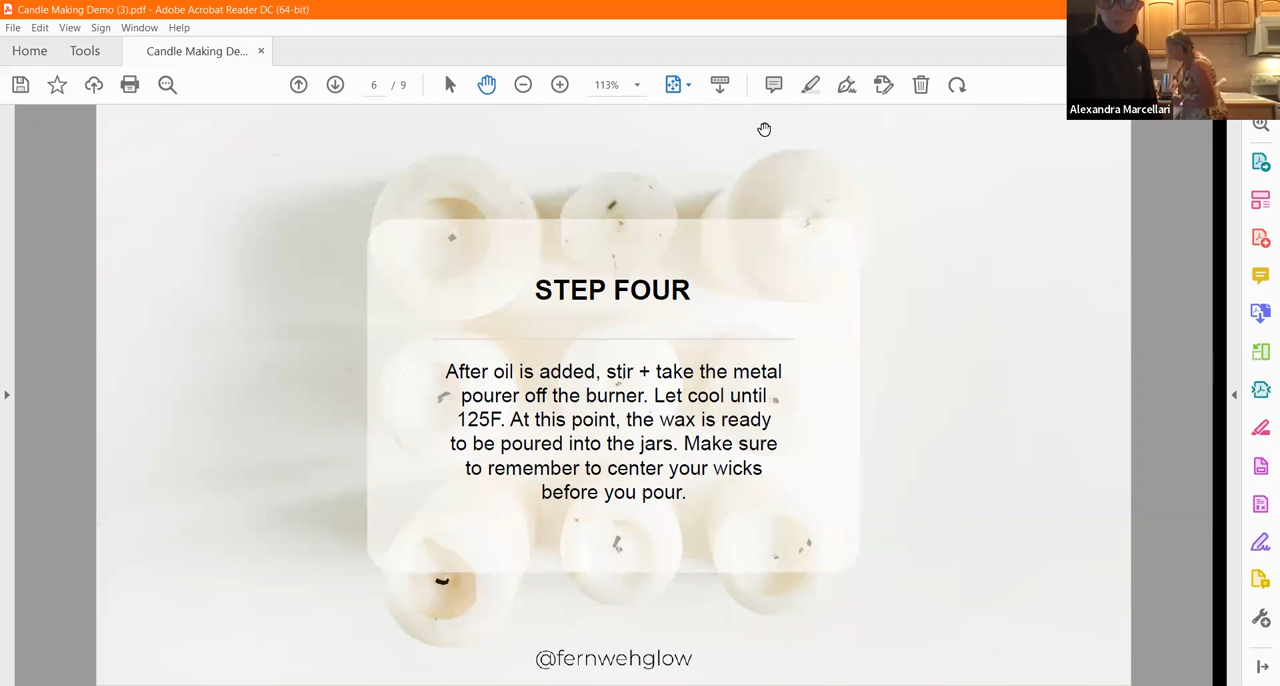 Candle Making Demo (3).pdf - Adobe Acrobat Reader DC (64-bit)
File Edit View Sign Window Help
Home Tools Candle Making De... ×
6 / 9 113%
Alexandra Marcellari
STEP FOUR
After oil is added, stir + take the metal
pourer off the burner. Let cool until
125F. At this point, the wax is ready
to be poured into the jars. Make sure
to remember to center your wicks
before you pour.
@fernwehglow